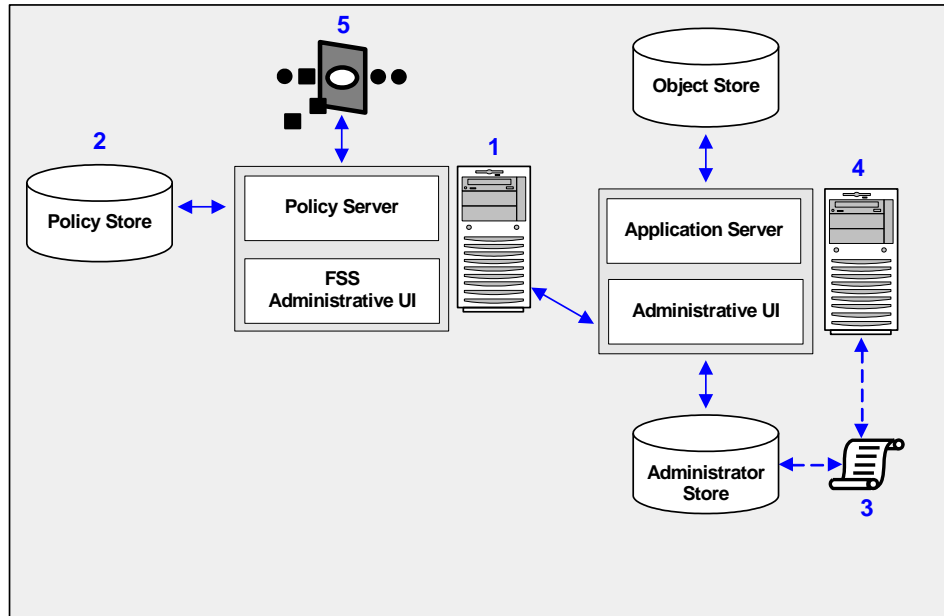 5
Object Store
2
1
4
Policy Store
Policy Server
FSS
Administrative UI
Application Server
Administrative UI
Administrator
Store
3